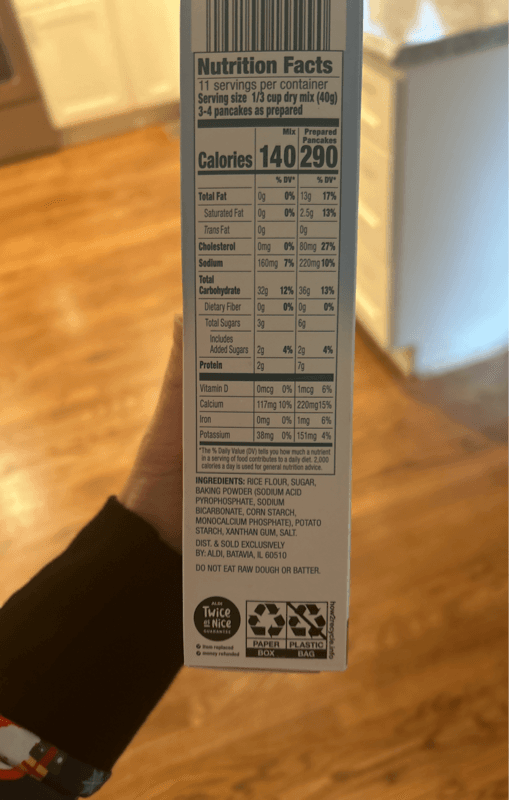 Nutrition Facts
11 servings per container
Serving size 1/3 cup dry mix (40g)
3-4 pancakes as prepared
Mix Prepared Pancakes
Calories 140 290
% DV* % DV*
Total Fat 0g 0% 13g 17%
Saturated Fat 0g 0% 2.5g 13%
Trans Fat 0g 0g
Cholesterol 0mg 0% 80mg 27%
Sodium 160mg 7% 220mg 10%
Total
Carbohydrate 32g 12% 36g 13%
Dietary Fiber 0g 0% 0g 0%
Total Sugars 3g 6g
Includes
Added Sugars 2g 4% 2g 4%
Protein 2g 7g
Vitamin D 0mcg 0% 1mcg 6%
Calcium 117mg 10% 220mg 15%
Iron 0mg 0% 1mg 6%
Potassium 38mg 0% 151mg 4%
*The % Daily Value (DV) tells you how much a nutrient
in a serving of food contributes to a daily diet. 2,000
calories a day is used for general nutrition advice.
INGREDIENTS: RICE FLOUR, SUGAR,
BAKING POWDER (SODIUM ACID
PYROPHOSPHATE, SODIUM
BICARBONATE, CORN STARCH,
MONOCALCIUM PHOSPHATE), POTATO
STARCH, XANTHAN GUM, SALT.
DIST. & SOLD EXCLUSIVELY
BY: ALDI, BATAVIA, IL 60510
DO NOT EAT RAW DOUGH OR BATTER.
ALDI
TWICE
as NICE
Guarantee
item replaced
money refunded
PAPER
BOX
PLASTIC
BAG
how2recycle.info